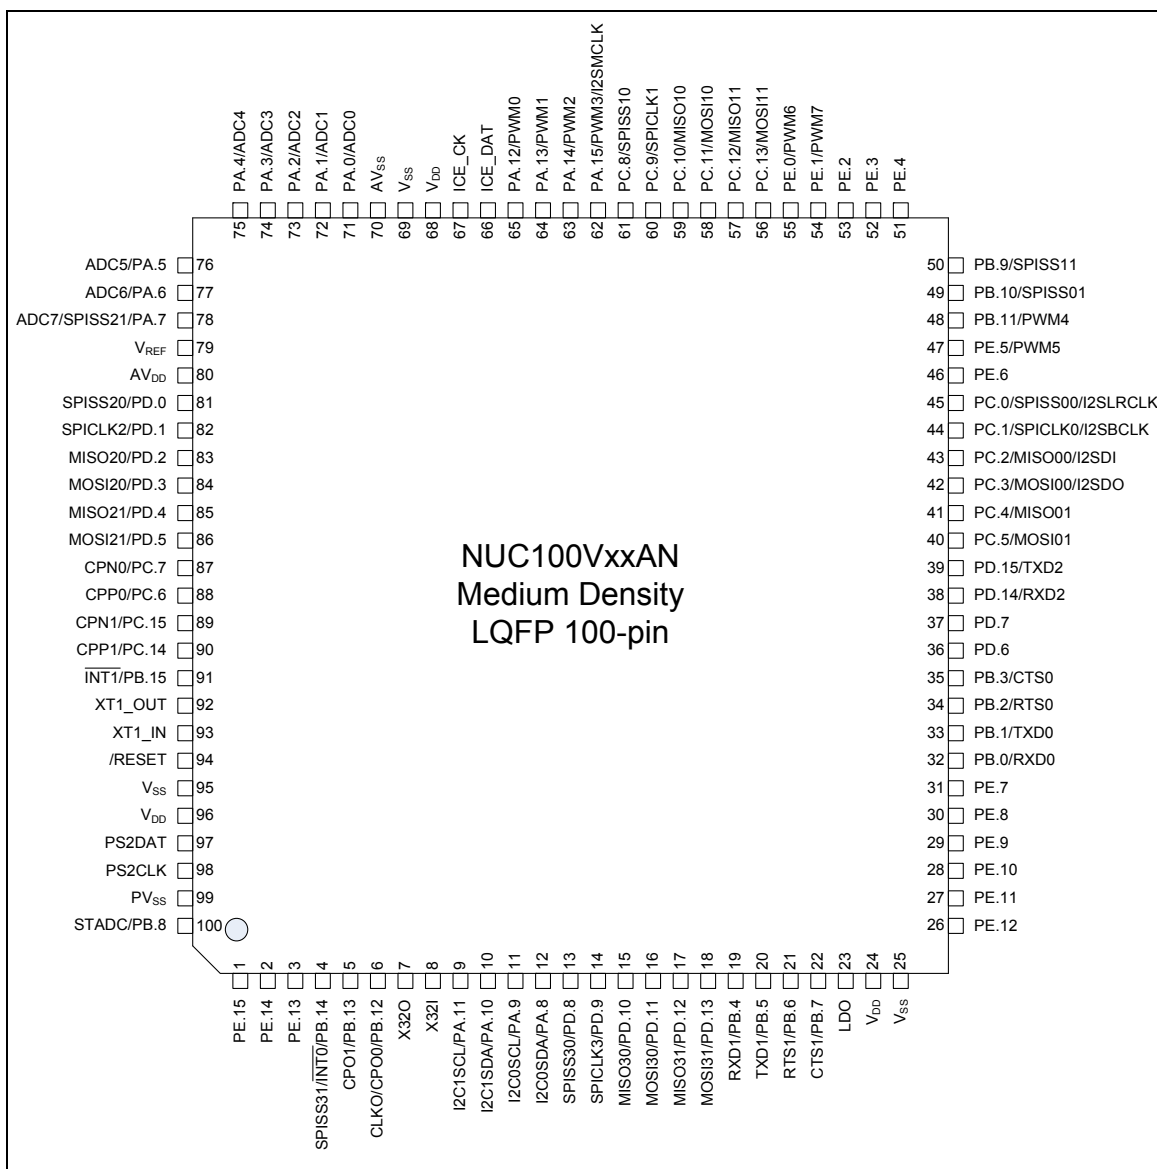 PA.4/ADC4
PA.3/ADC3
PA.2/ADC2
PA.1/ADC1
PA.0/ADC0
AVSS
VSS
VDD
ICE_CK
ICE_DAT
PA.12/PWM0
PA.13/PWM1
PA.14/PWM2
PA.15/PWM3/I2SMCLK
PC.8/SPISS10
PC.9/SPICLK1
PC.10/MISO10
PC.11/MOSI10
PC.12/MISO11
PC.13/MOSI11
PE.0/PWM6
PE.1/PWM7
PE.2
PE.3
PE.4
75
74
73
72
71
70
69
68
67
66
65
64
63
62
61
60
59
58
57
56
55
54
53
52
51
ADC5/PA.5 76
ADC6/PA.6 77
ADC7/SPISS21/PA.7 78
VREF 79
AVDD 80
SPISS20/PD.0 81
SPICLK2/PD.1 82
MISO20/PD.2 83
MOSI20/PD.3 84
MISO21/PD.4 85
MOSI21/PD.5 86
CPN0/PC.7 87
CPP0/PC.6 88
CPN1/PC.15 89
CPP1/PC.14 90
INT1/PB.15 91
XT1_OUT 92
XT1_IN 93
/RESET 94
VSS 95
VDD 96
PS2DAT 97
PS2CLK 98
PVSS 99
STADC/PB.8 100
NUC100VxxAN
Medium Density
LQFP 100-pin
50 PB.9/SPISS11
49 PB.10/SPISS01
48 PB.11/PWM4
47 PE.5/PWM5
46 PE.6
45 PC.0/SPISS00/I2SLRCLK
44 PC.1/SPICLK0/I2SBCLK
43 PC.2/MISO00/I2SDI
42 PC.3/MOSI00/I2SDO
41 PC.4/MISO01
40 PC.5/MOSI01
39 PD.15/TXD2
38 PD.14/RXD2
37 PD.7
36 PD.6
35 PB.3/CTS0
34 PB.2/RTS0
33 PB.1/TXD0
32 PB.0/RXD0
31 PE.7
30 PE.8
29 PE.9
28 PE.10
27 PE.11
26 PE.12
1
2
3
4
5
6
7
8
9
10
11
12
13
14
15
16
17
18
19
20
21
22
23
24
25
PE.15
PE.14
PE.13
SPISS31/INT0/PB.14
CPO1/PB.13
CLKO/CPO0/PB.12
X32O
X32I
I2C1SCL/PA.11
I2C1SDA/PA.10
I2C0SCL/PA.9
I2C0SDA/PA.8
SPISS30/PD.8
SPICLK3/PD.9
MISO30/PD.10
MOSI30/PD.11
MISO31/PD.12
MOSI31/PD.13
RXD1/PB.4
TXD1/PB.5
RTS1/PB.6
CTS1/PB.7
LDO
VDD
VSS